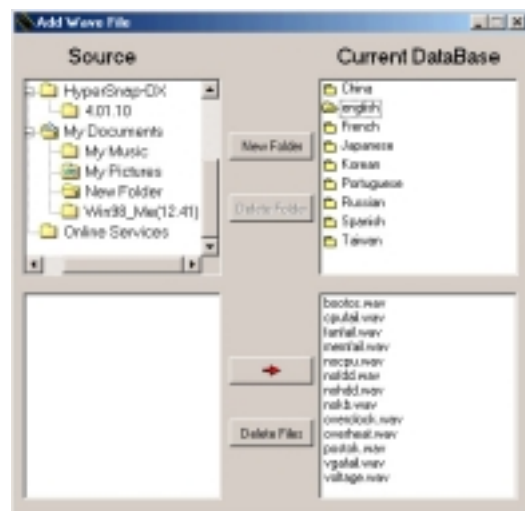 Add Wave File
Source
Current DataBase
HyperSnap-DX
4.01.10
My Documents
My Music
My Pictures
New Folder
Win98_Me(12.41)
Online Services
New Folder
Delete Folder
China
english
French
Japanese
Korean
Portuguese
Russian
Spanish
Taiwan
Delete Files
bootos.wav
cpufail.wav
fanfail.wav
memfail.wav
nocpu.wav
nofdd.wav
nohdd.wav
nokb.wav
overclock.wav
overheat.wav
postok.wav
vgafail.wav
voltage.wav